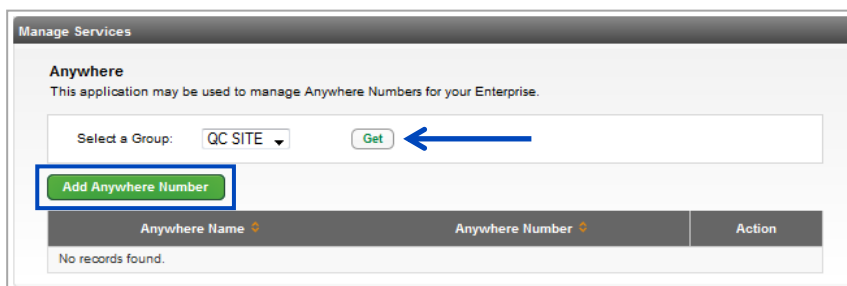 Manage Services
Anywhere
This application may be used to manage Anywhere Numbers for your Enterprise.
Select a Group: QC SITE Get
Add Anywhere Number
Anywhere Name Anywhere Number Action
No records found.